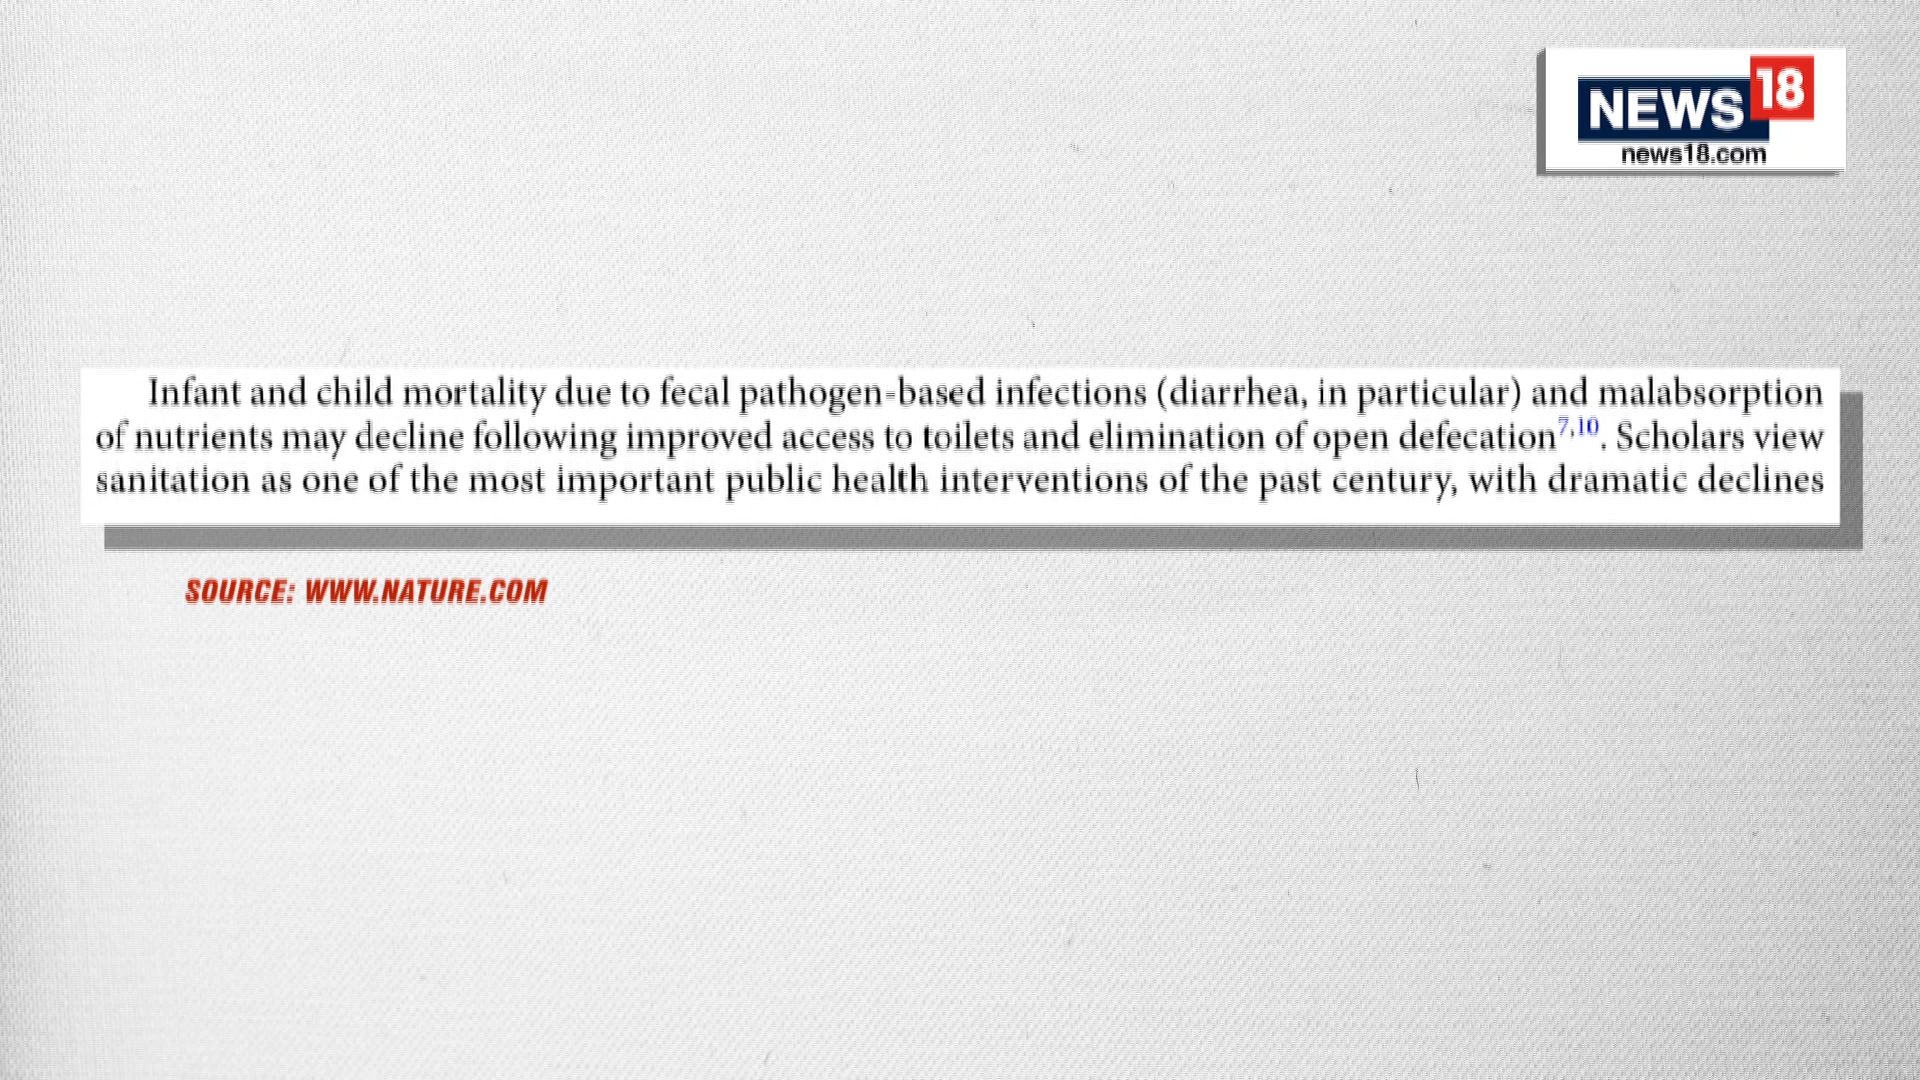 NEWS 18
news18.com
Infant and child mortality due to fecal pathogen-based infections (diarrhea, in particular) and malabsorption
of nutrients may decline following improved access to toilets and elimination of open defecation7,10. Scholars view
sanitation as one of the most important public health interventions of the past century, with dramatic declines
SOURCE: WWW.NATURE.COM